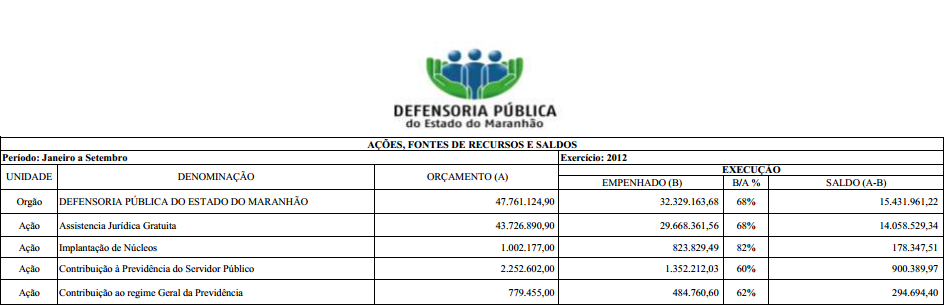 DEFENSORIA PÚBLICA
do Estado do Maranhão
AÇÕES, FONTES DE RECURSOS E SALDOS
Período: Janeiro a Setembro Exercício: 2012
UNIDADE DENOMINAÇÃO ORÇAMENTO (A) EXECUÇÃO
EMPENHADO (B) B/A % SALDO (A-B)
Orgão DEFENSORIA PÚBLICA DO ESTADO DO MARANHÃO 47.761.124,90 32.329.163,68 68% 15.431.961,22
Ação Assistencia Jurídica Gratuita 43.726.890,90 29.668.361,56 68% 14.058.529,34
Ação Implantação de Núcleos 1.002.177,00 823.829,49 82% 178.347,51
Ação Contribuição à Previdência do Servidor Público 2.252.602,00 1.352.212,03 60% 900.389,97
Ação Contribuição ao regime Geral da Previdência 779.455,00 484.760,60 62% 294.694,40